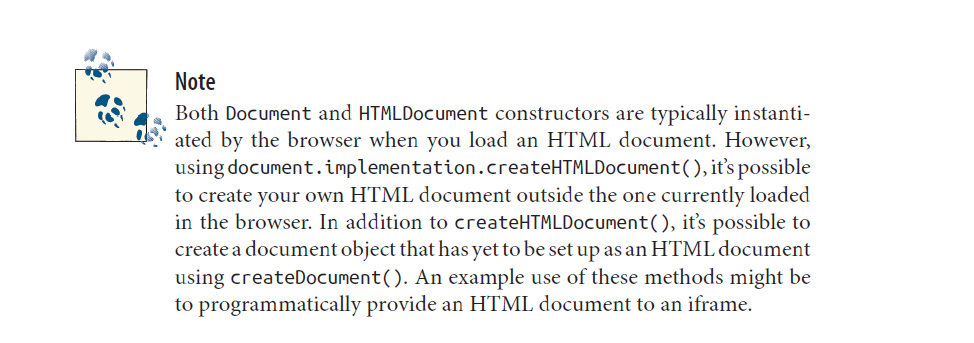 Note
Both Document and HTMLDocument constructors are typically instanti-
ated by the browser when you load an HTML document. However,
using document.implementation.createHTMLDocument(), it's possible
to create your own HTML document outside the one currently loaded
in the browser. In addition to createHTMLDocument(), it's possible to
create a document object that has yet to be set up as an HTML document
using createDocument(). An example use of these methods might be
to programmatically provide an HTML document to an iframe.